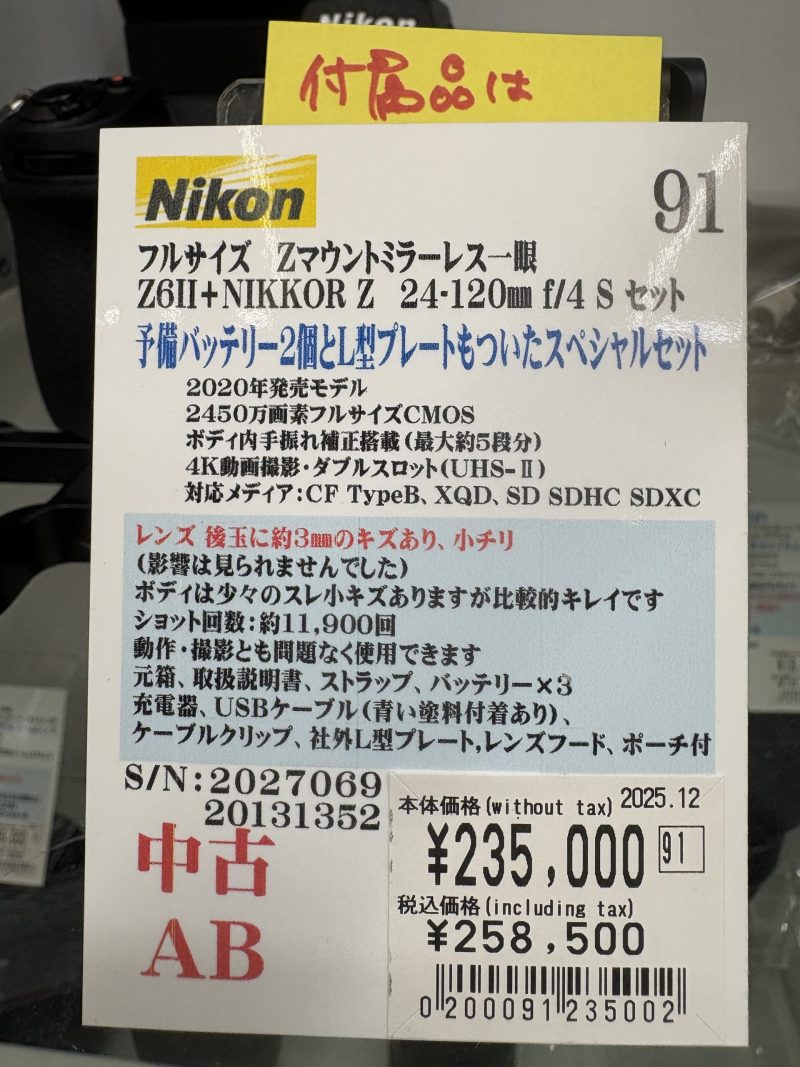 Nikon
付属品は
Nikon
91
フルサイズ Zマウントミラーレス一眼
Z6II+NIKKOR Z 24-120㎜ f/4 S セット
予備バッテリー2個とL型プレートもついたスペシャルセット
2020年発売モデル
2450万画素フルサイズCMOS
ボディ内手振れ補正搭載(最大約5段分)
4K動画撮影・ダブルスロット(UHS-Ⅱ)
対応メディア:CF TypeB、XQD、SD SDHC SDXC
レンズ 後玉に約3㎜のキズあり、小チリ
(影響は見られませんでした)
ボディは少々のスレ小キズありますが比較的キレイです
ショット回数:約11,900回
動作・撮影とも問題なく使用できます
元箱、取扱説明書、ストラップ、バッテリー×3
充電器、USBケーブル(青い塗料付着あり)、
ケーブルクリップ、社外L型プレート,レンズフード、ポーチ付
S/N:2027069
20131352
中古
AB
本体価格(without tax) 2025.12
¥235,000 91
税込価格(including tax)
¥258,500
0200091235002